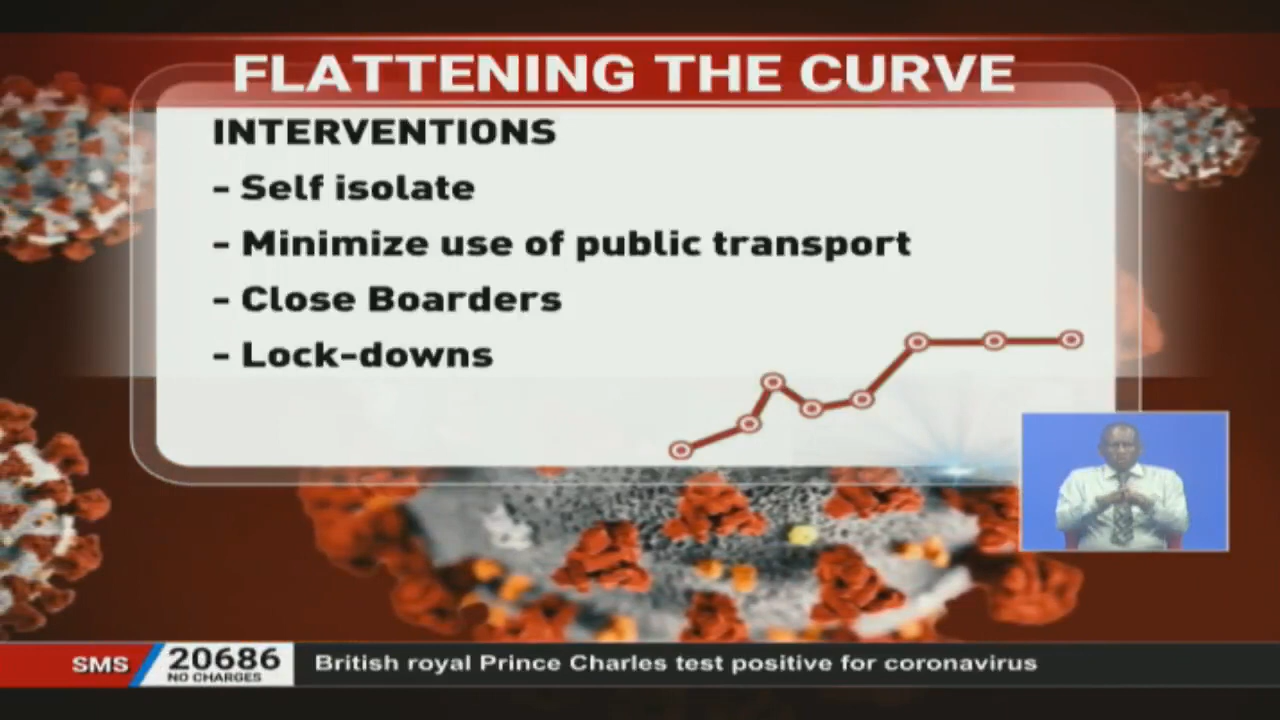 FLATTENING THE CURVE
INTERVENTIONS
- Self isolate
- Minimize use of public transport
- Close Boarders
- Lock-downs
SMS 20686
NO CHARGES
British royal Prince Charles test positive for coronavirus